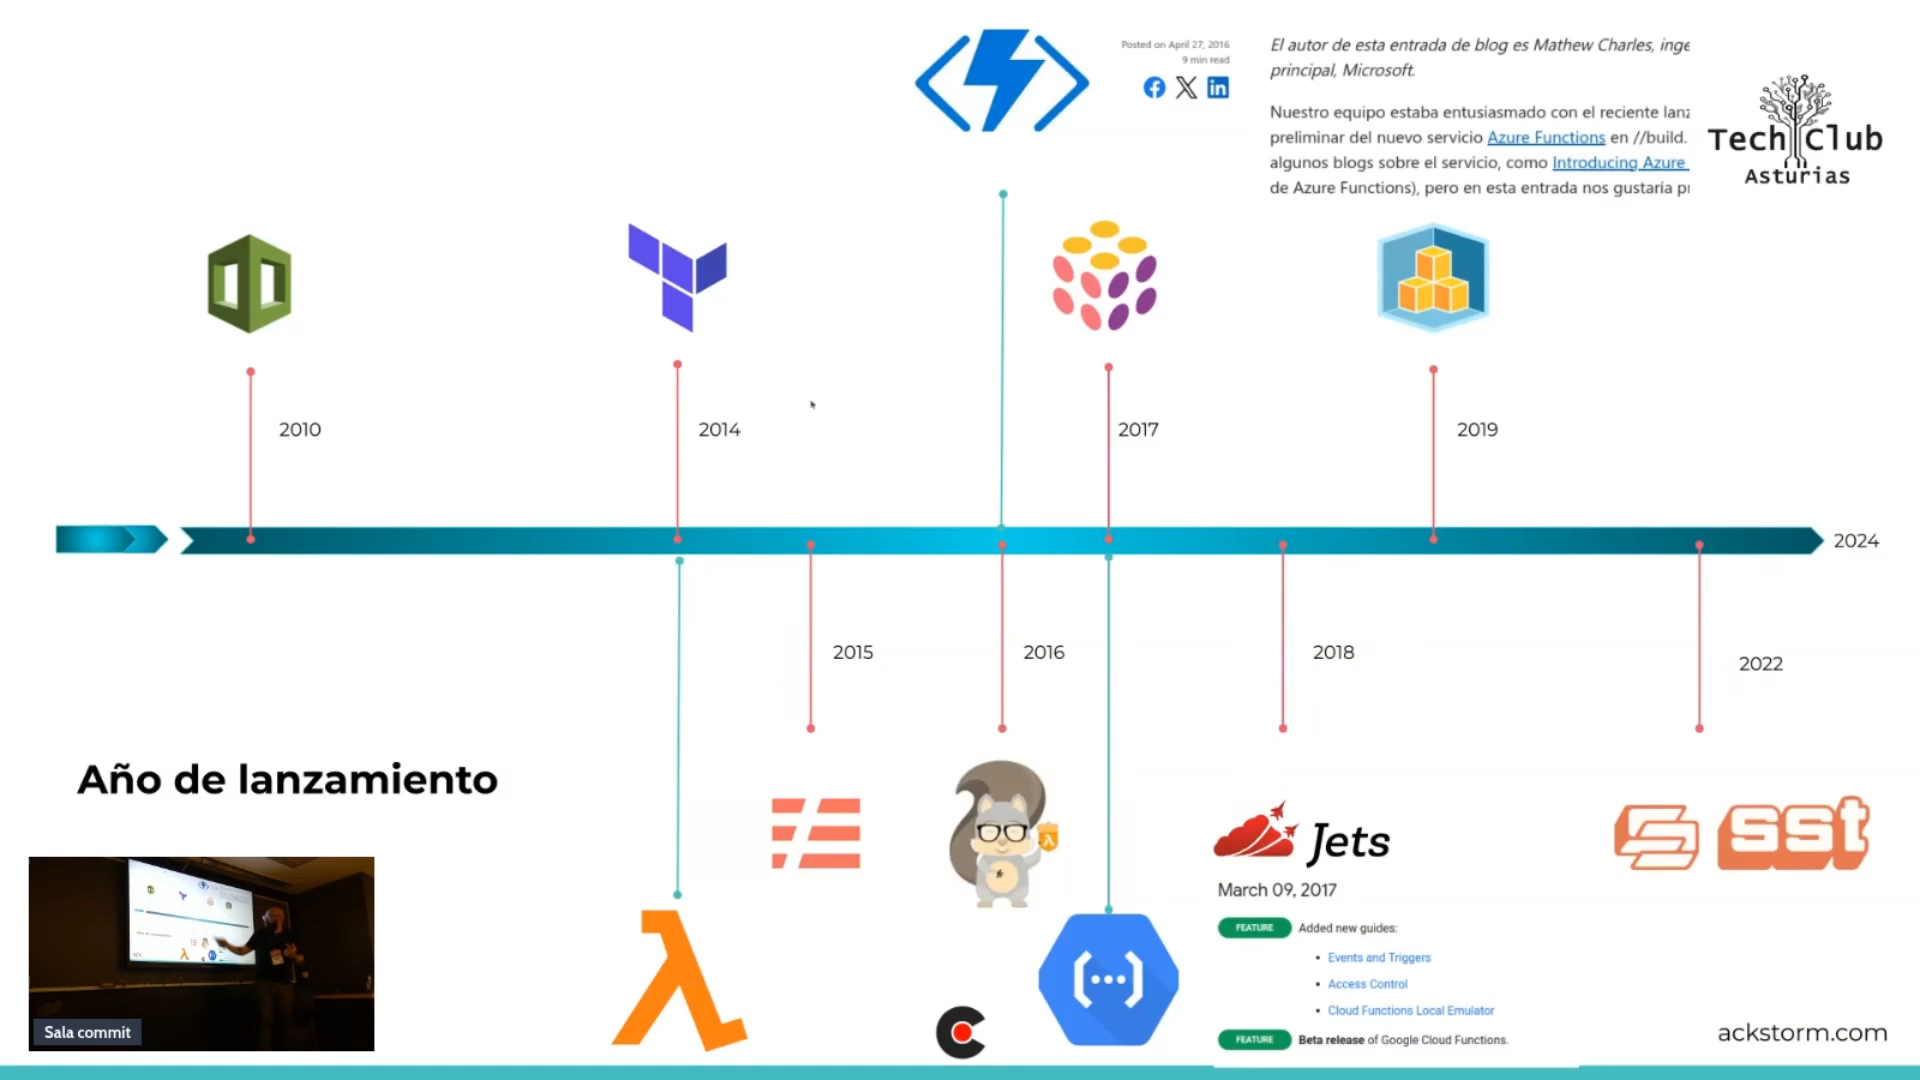 Posted on April 27, 2016
9 min read
El autor de esta entrada de blog es Mathew Charles, inge
principal, Microsoft.
Nuestro equipo estaba entusiasmado con el reciente lanz
preliminar del nuevo servicio Azure Functions en //build.
algunos blogs sobre el servicio, como Introducing Azure
de Azure Functions), pero en esta entrada nos gustaría pr
Tech Club
Asturias
2010
2014
2017
2019
2024
2015
2016
2018
2022
Año de lanzamiento
Jets
sst
March 09, 2017
FEATURE Added new guides:
• Events and Triggers
• Access Control
• Cloud Functions Local Emulator
FEATURE Beta release of Google Cloud Functions.
Sala commit
ackstorm.com